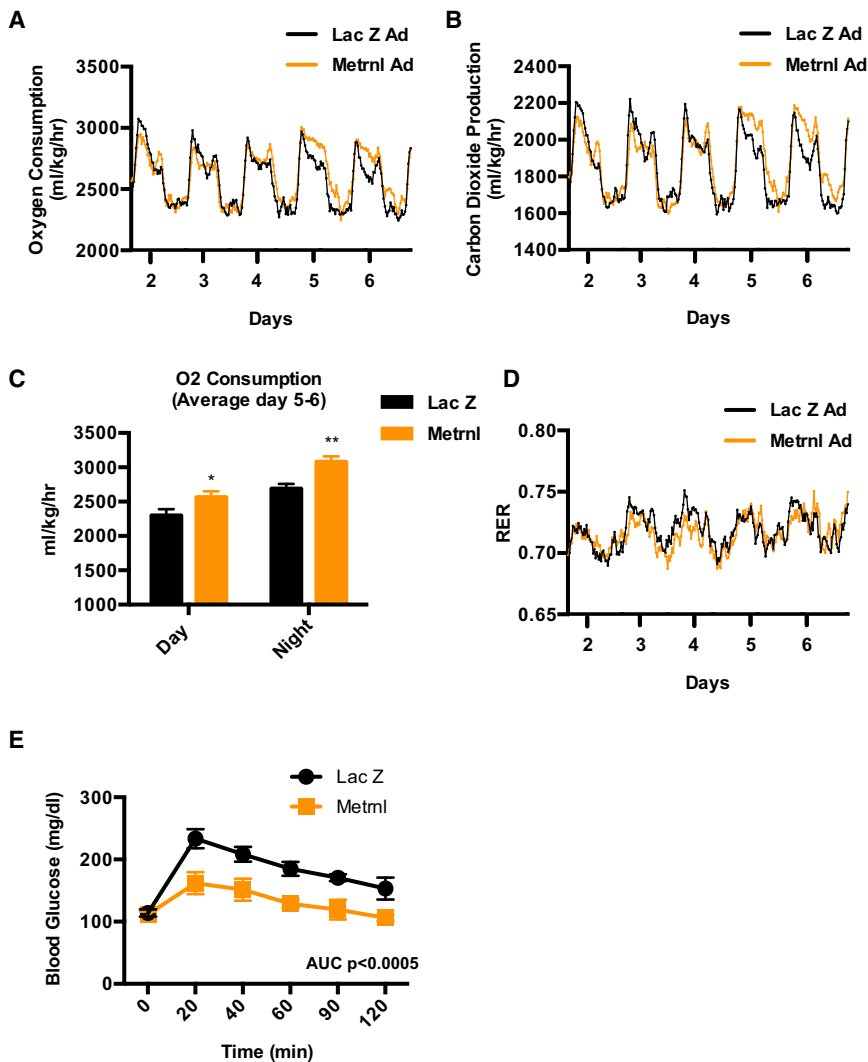 A
Lac Z Ad
Metrnl Ad
Oxygen Consumption
(ml/kg/hr)
3500
3000
2500
2000
2 3 4 5 6
Days
B
Lac Z Ad
Metrnl Ad
Carbon Dioxide Production
(ml/kg/hr)
2400
2200
2000
1800
1600
1400
2 3 4 5 6
Days
C
O2 Consumption
(Average day 5-6)
Lac Z
Metrnl
ml/kg/hr
3500
3000
2500
2000
1500
1000
*
**
Day
Night
D
Lac Z Ad
Metrnl Ad
RER
0.80
0.75
0.70
0.65
2 3 4 5 6
Days
E
Lac Z
Metrnl
Blood Glucose (mg/dl)
300
200
100
0
AUC p<0.0005
0 20 40 60 90 120
Time (min)